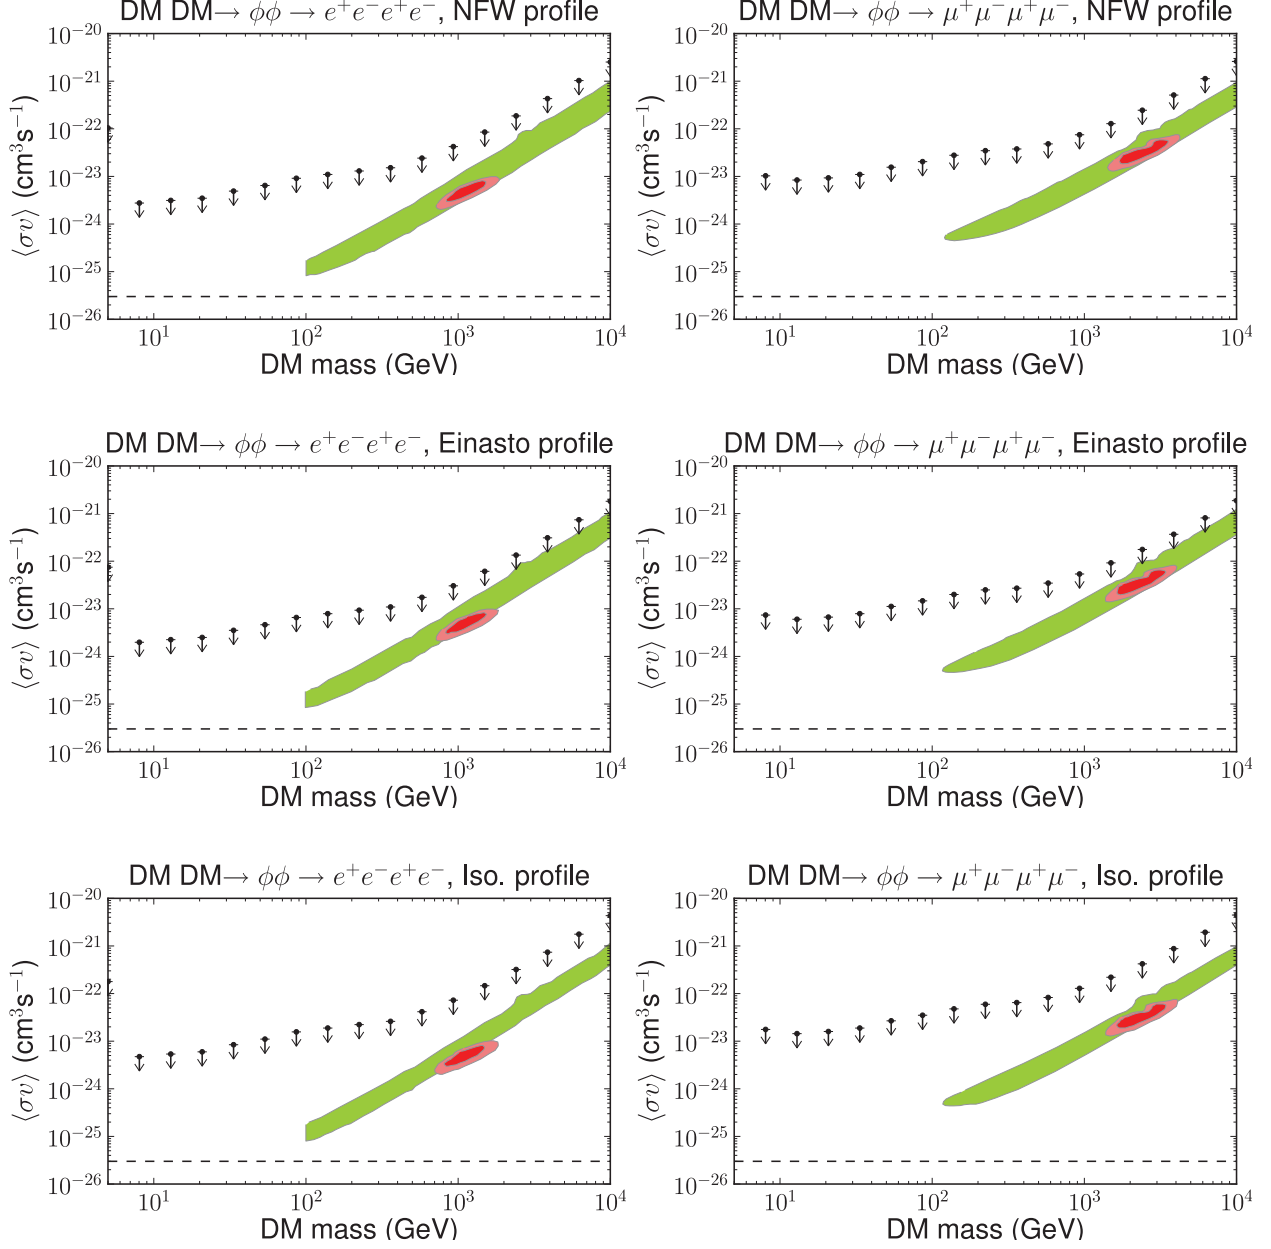 DM DM→ ϕϕ → e⁺e⁻e⁺e⁻, NFW profile
10⁻²⁰
10⁻²¹
10⁻²²
10⁻²³
10⁻²⁴
10⁻²⁵
10⁻²⁶
⟨σv⟩ (cm³s⁻¹)
10¹ 10² 10³ 10⁴
DM mass (GeV)
DM DM→ ϕϕ → μ⁺μ⁻μ⁺μ⁻, NFW profile
10⁻²⁰
10⁻²¹
10⁻²²
10⁻²³
10⁻²⁴
10⁻²⁵
10⁻²⁶
⟨σv⟩ (cm³s⁻¹)
10¹ 10² 10³ 10⁴
DM mass (GeV)
DM DM→ ϕϕ → e⁺e⁻e⁺e⁻, Einasto profile
10⁻²⁰
10⁻²¹
10⁻²²
10⁻²³
10⁻²⁴
10⁻²⁵
10⁻²⁶
⟨σv⟩ (cm³s⁻¹)
10¹ 10² 10³ 10⁴
DM mass (GeV)
DM DM→ ϕϕ → μ⁺μ⁻μ⁺μ⁻, Einasto profile
10⁻²⁰
10⁻²¹
10⁻²²
10⁻²³
10⁻²⁴
10⁻²⁵
10⁻²⁶
⟨σv⟩ (cm³s⁻¹)
10¹ 10² 10³ 10⁴
DM mass (GeV)
DM DM→ ϕϕ → e⁺e⁻e⁺e⁻, Iso. profile
10⁻²⁰
10⁻²¹
10⁻²²
10⁻²³
10⁻²⁴
10⁻²⁵
10⁻²⁶
⟨σv⟩ (cm³s⁻¹)
10¹ 10² 10³ 10⁴
DM mass (GeV)
DM DM→ ϕϕ → μ⁺μ⁻μ⁺μ⁻, Iso. profile
10⁻²⁰
10⁻²¹
10⁻²²
10⁻²³
10⁻²⁴
10⁻²⁵
10⁻²⁶
⟨σv⟩ (cm³s⁻¹)
10¹ 10² 10³ 10⁴
DM mass (GeV)